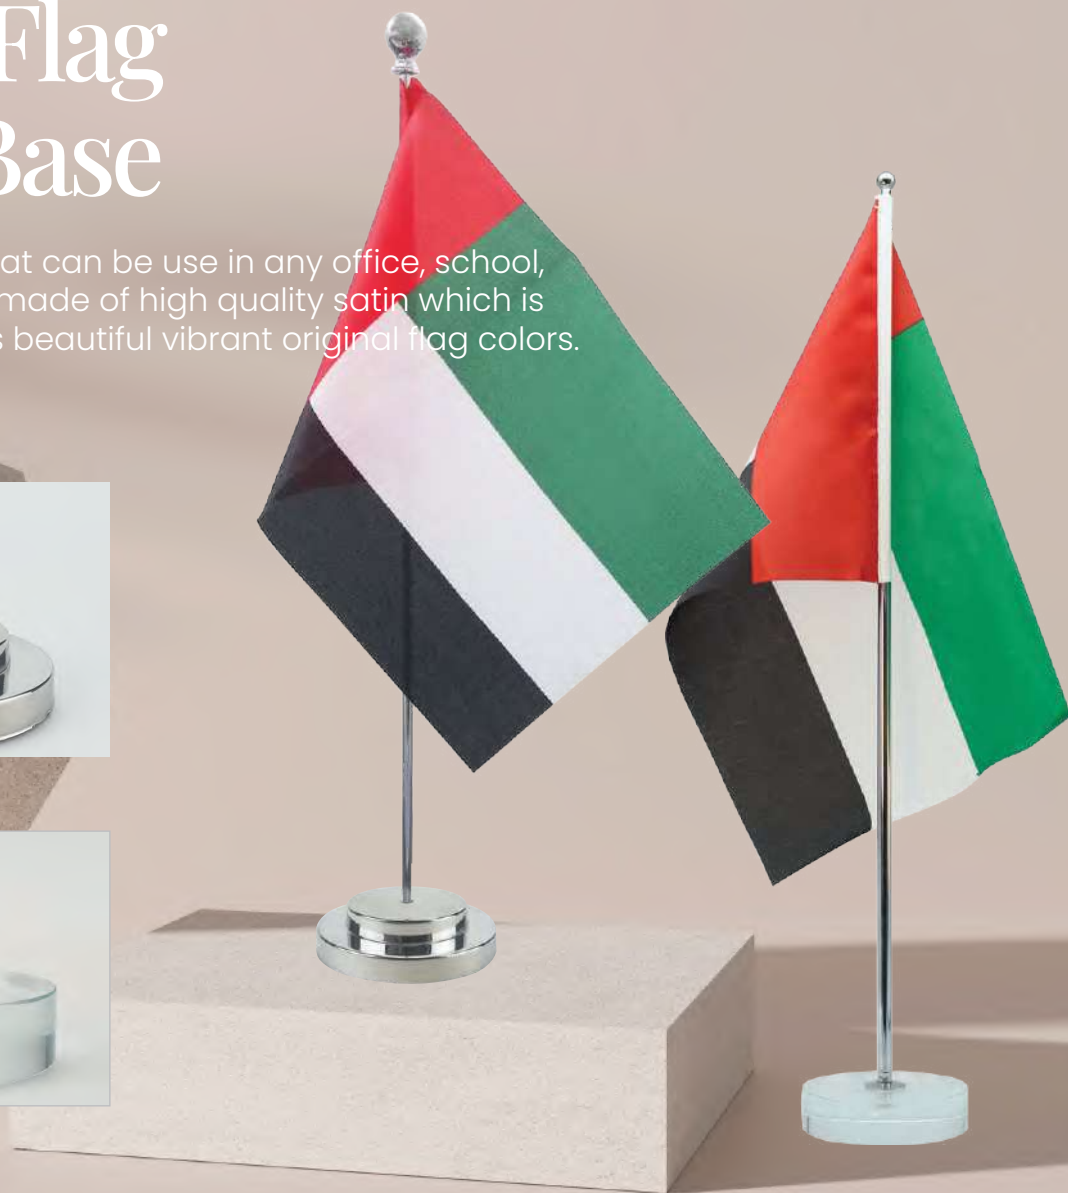 Flag
Base
at can be use in any office, school,
made of high quality satin which is
s beautiful vibrant original flag colors.